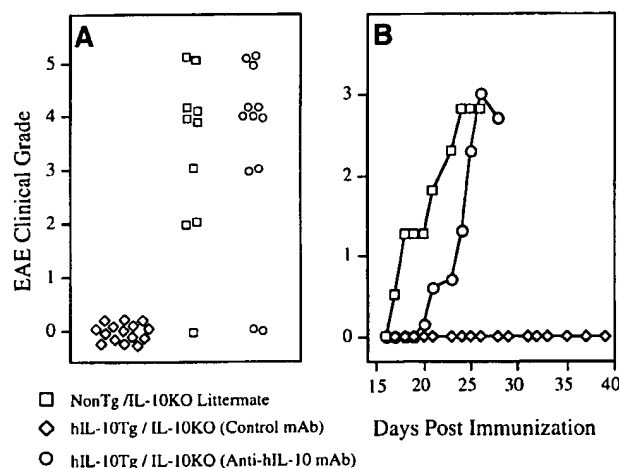 A
B
EAE Clinical Grade
5
4
3
2
1
0
3
2
1
0
15
20
25
30
35
40
Days Post Immunization
NonTg /IL-10KO Littermate
hIL-10Tg / IL-10KO (Control mAb)
hIL-10Tg / IL-10KO (Anti-hIL-10 mAb)